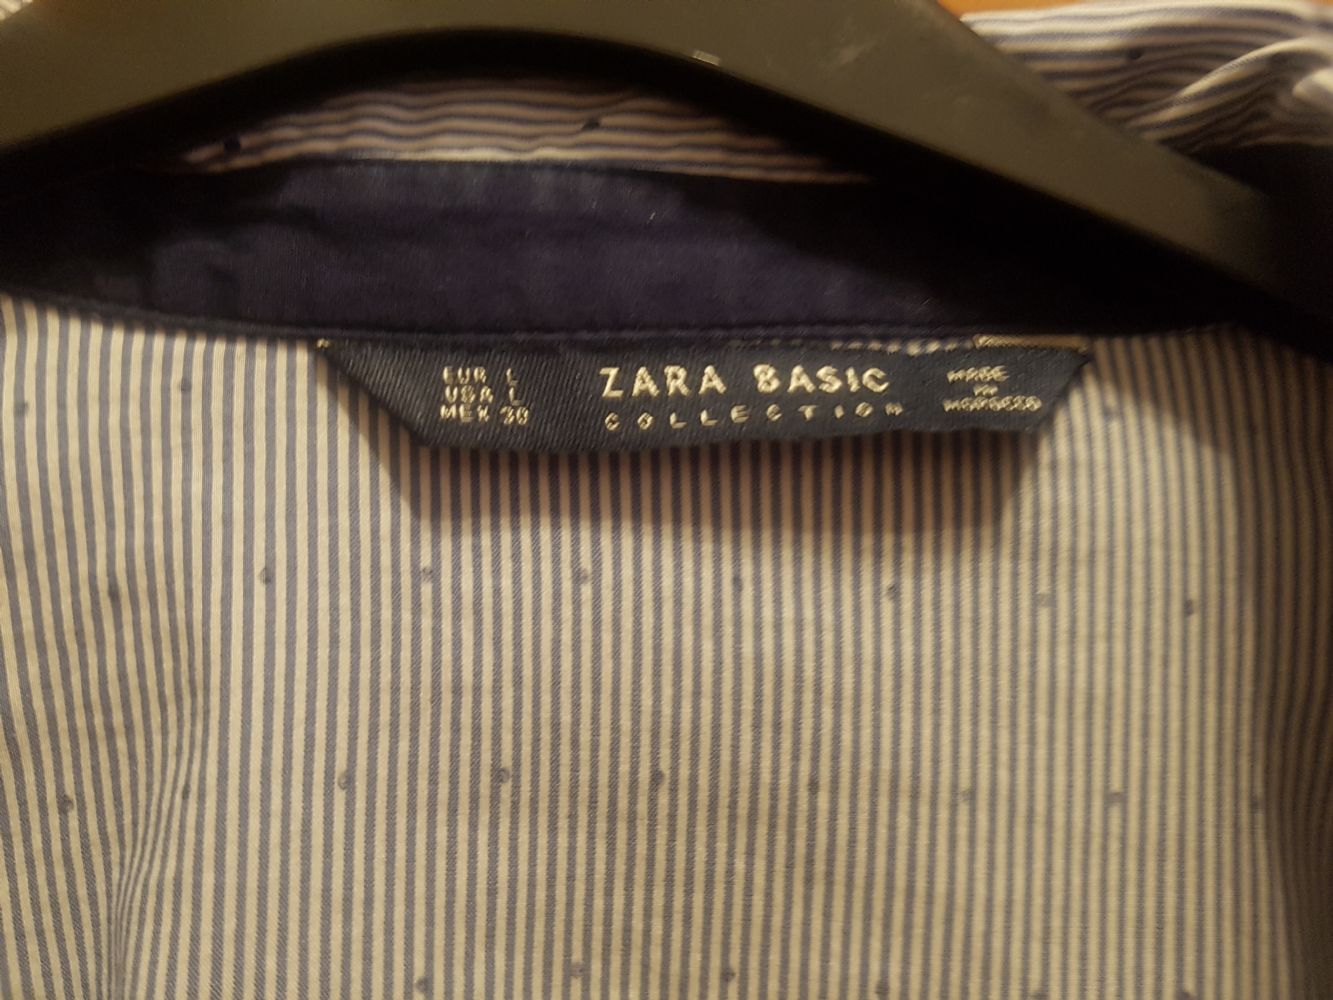 EUR L
USA L
MEX 30
ZARA BASIC
COLLECTION
MADE
IN
MOROCCO